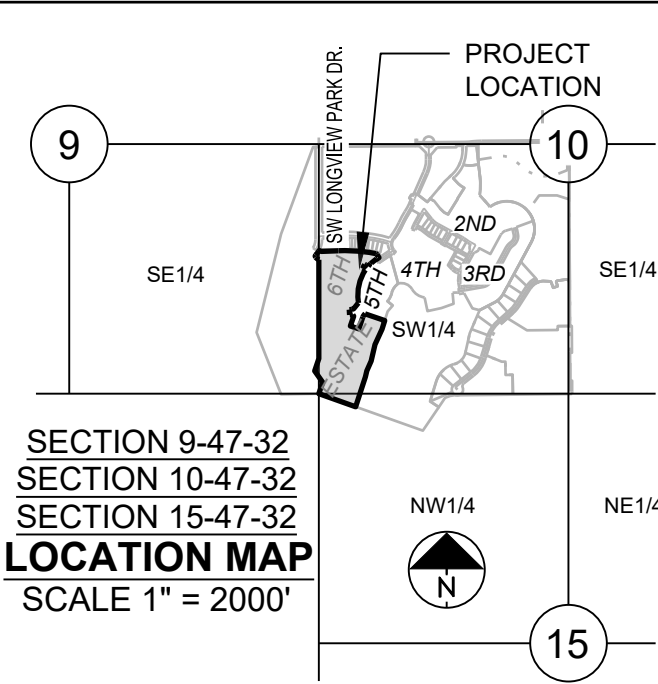 PROJECT
LOCATION
SW LONGVIEW PARK DR.
9
10
2ND
6TH
5TH
4TH
3RD
SE1/4
SE1/4
SW1/4
ESTATE
SECTION 9-47-32
SECTION 10-47-32
SECTION 15-47-32
LOCATION MAP
SCALE 1" = 2000'
NW1/4
NE1/4
N
15